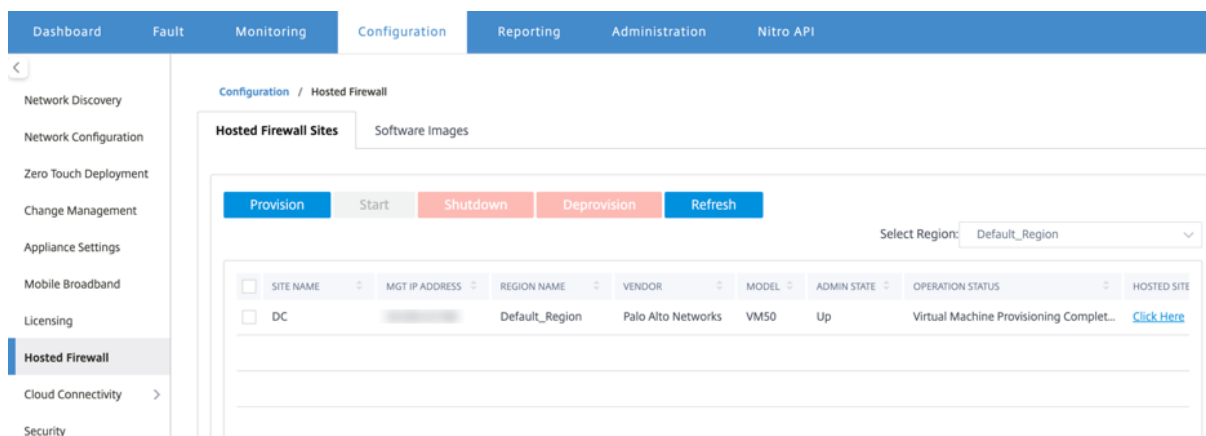 Dashboard Fault Monitoring Configuration Reporting Administration Nitro API
Network Discovery
Network Configuration
Zero Touch Deployment
Change Management
Appliance Settings
Mobile Broadband
Licensing
Hosted Firewall
Cloud Connectivity
Security
Configuration / Hosted Firewall
Hosted Firewall Sites Software Images
Provision Start Shutdown Deprovision Refresh
Select Region: Default_Region
SITE NAME MGT IP ADDRESS REGION NAME VENDOR MODEL ADMIN STATE OPERATION STATUS HOSTED SITE
DC Default_Region Palo Alto Networks VM50 Up Virtual Machine Provisioning Complet... Click Here